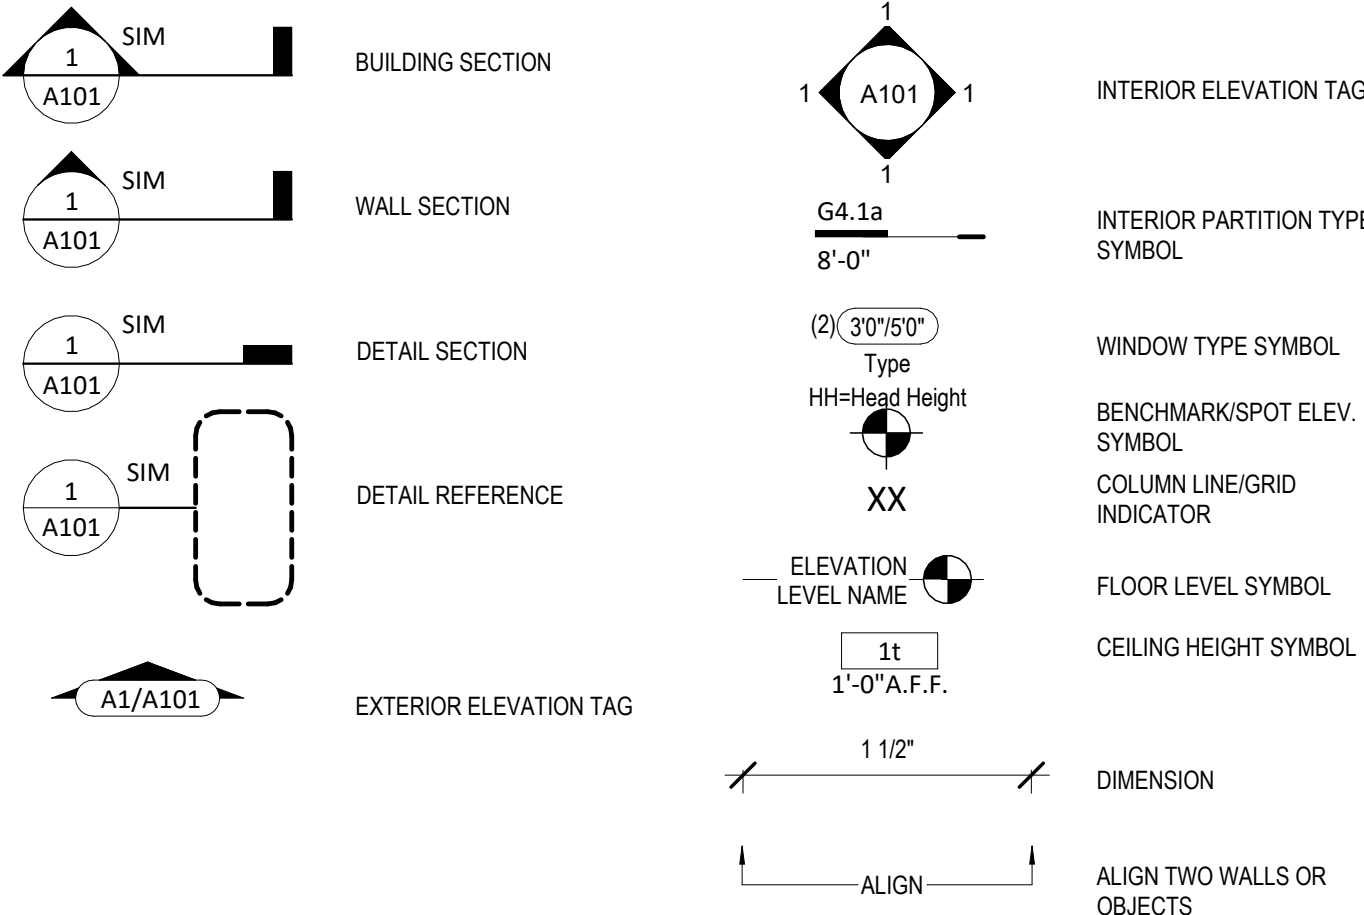 SIM
1
A101
BUILDING SECTION
SIM
1
A101
WALL SECTION
SIM
1
A101
DETAIL SECTION
SIM
1
A101
DETAIL REFERENCE
A1/A101
EXTERIOR ELEVATION TAG
1
1 A101 1
1
INTERIOR ELEVATION TAG
G4.1a
8'-0"
INTERIOR PARTITION TYPE
SYMBOL
(2) 3'0"/5'0"
Type
HH=Head Height
WINDOW TYPE SYMBOL
BENCHMARK/SPOT ELEV.
SYMBOL
XX
COLUMN LINE/GRID
INDICATOR
ELEVATION
LEVEL NAME
FLOOR LEVEL SYMBOL
1t
1'-0"A.F.F.
CEILING HEIGHT SYMBOL
1 1/2"
DIMENSION
ALIGN
ALIGN TWO WALLS OR
OBJECTS